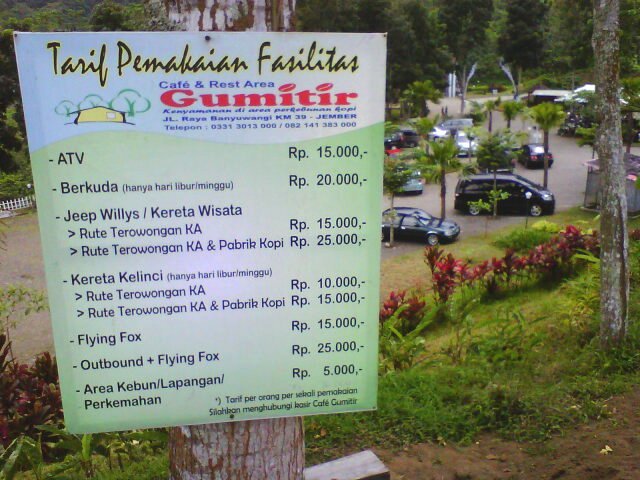 Tarif Pemakaian Fasilitas
Café & Rest Area
Gumitir
Kenyamanan di area perkebunan kopi
JL. Raya Banyuwangi KM 39 - JEMBER
Telepon : 0331 3013 000 / 082 141 383 000
- ATV Rp. 15.000,-
- Berkuda (hanya hari libur/minggu) Rp. 20.000,-
- Jeep Willys / Kereta Wisata
> Rute Terowongan KA Rp. 15.000,-
> Rute Terowongan KA & Pabrik Kopi Rp. 25.000,-
- Kereta Kelinci (hanya hari libur/minggu)
> Rute Terowongan KA Rp. 10.000,-
> Rute Terowongan KA & Pabrik Kopi Rp. 15.000,-
- Flying Fox Rp. 15.000,-
- Outbound + Flying Fox Rp. 25.000,-
- Area Kebun/Lapangan/ Rp. 5.000,-
Perkemahan
*) Tarif per orang per sekali pemakaian
Silahkan menghubungi kasir Café Gumitir